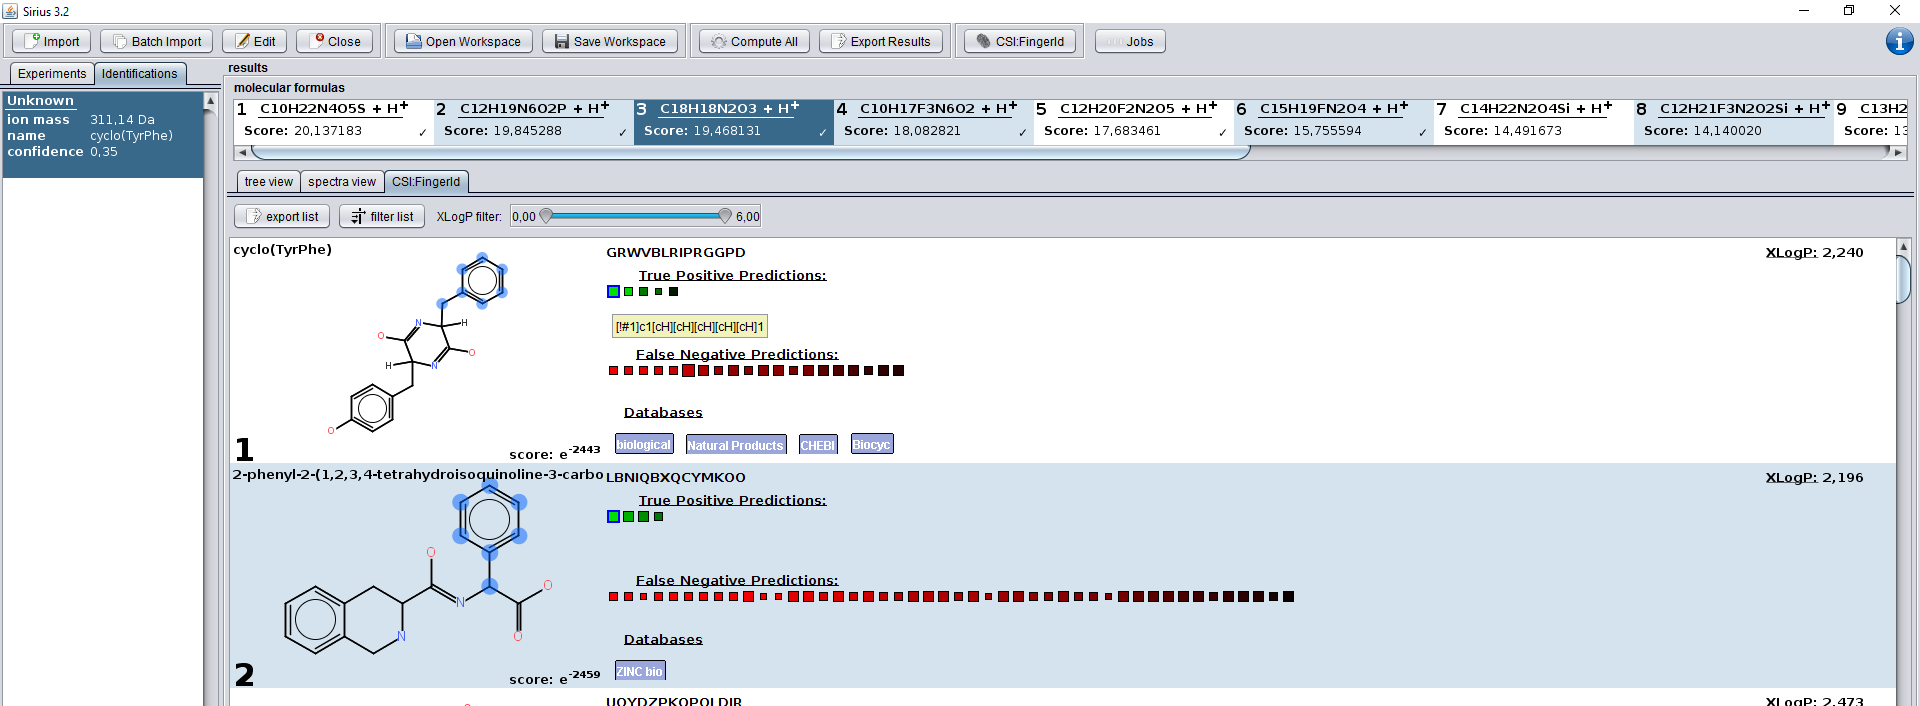 Sirius 3.2
Import Batch Import Edit Close Open Workspace Save Workspace Compute All Export Results CSI:FingerId Jobs
Experiments Identifications
results
Unknown
ion mass 311,14 Da
name cyclo(TyrPhe)
confidence 0,35
molecular formulas
1 C10H22N4O5S + H+ 2 C12H19N6O2P + H+ 3 C18H18N2O3 + H+ 4 C10H17F3N6O2 + H+ 5 C12H20F2N2O5 + H+ 6 C15H19FN2O4 + H+ 7 C14H22N2O4Si + H+ 8 C12H21F3N2O2Si + H+ 9 C13H2
Score: 20,137183 ✓ Score: 19,845288 ✓ Score: 19,468131 ✓ Score: 18,082821 ✓ Score: 17,683461 ✓ Score: 15,755594 ✓ Score: 14,491673 Score: 14,140020 Score: 13
tree view spectra view CSI:FingerId
export list filter list XLogP filter: 0,00 6,00
cyclo(TyrPhe) GRWVBLRIPRGGPD XLogP: 2,240
True Positive Predictions:
[!#1]c1[cH][cH][cH][cH][cH]1
False Negative Predictions:
N H O O H N O
Databases
biological Natural Products CHEBI Biocyc
1 score: e-2443
2-phenyl-2-(1,2,3,4-tetrahydroisoquinoline-3-carbo LBNIQBXQCYMKOO XLogP: 2,196
True Positive Predictions:
False Negative Predictions:
O O N N O
Databases
ZINC bio
2 score: e-2459
UOYDZPKOPOLDIR XLogP: 2,473